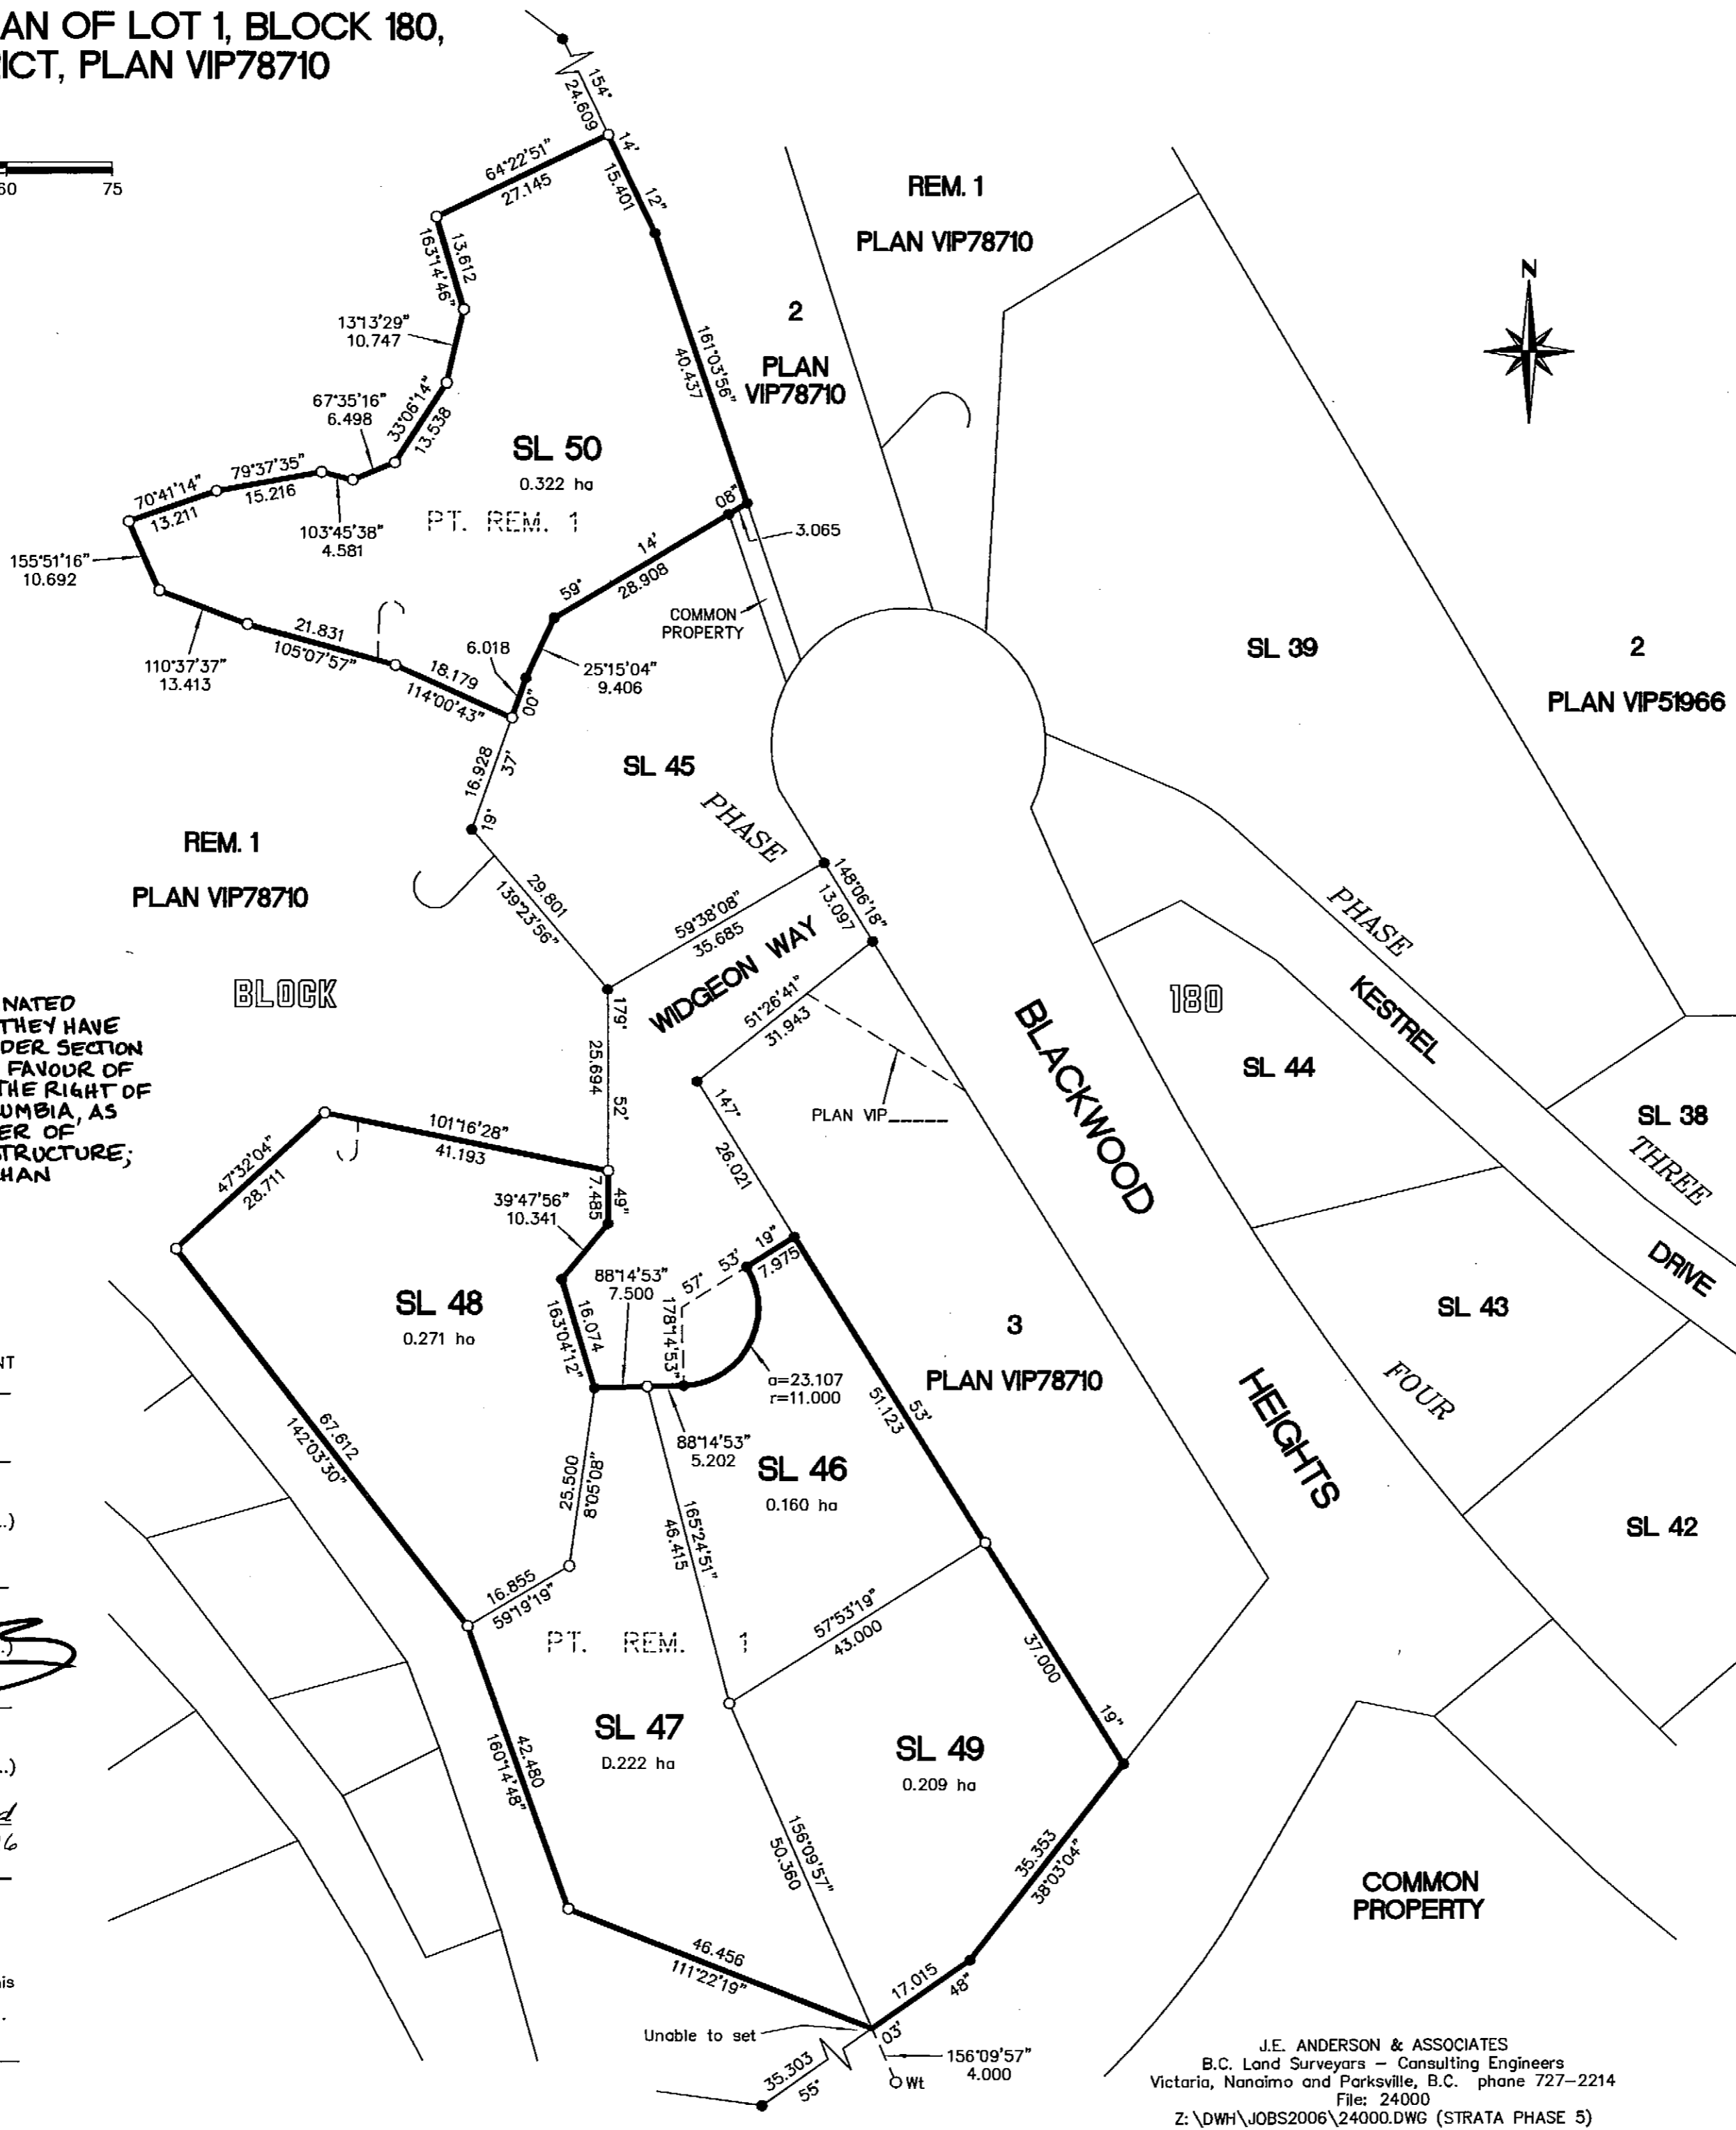 AN OF LOT 1, BLOCK 180,
ICT, PLAN VIP78710
60 75
154°
24.609
14'
15.401
12"
64°22'51"
27.145
13.612
163°14'46"
13°13'29"
10.747
67°35'16"
6.498
33°06'14"
13.538
79°37'35"
15.216
70°41'14"
13.211
103°45'38"
4.581
155°51'16"
10.692
110°37'37"
13.413
21.831
105°07'57"
18.179
114°00'43"
SL 50
0.322 ha
PT. REM. 1
161°03'56"
40.437
08"
3.065
14'
28.908
59°
6.018
00"
25°15'04"
9.406
COMMON
PROPERTY
REM. 1
PLAN VIP78710
2
PLAN
VIP78710
N
SL 39
2
PLAN VIP51966
16.928
37'
19°
SL 45
PHASE
REM. 1
PLAN VIP78710
29.801
139°23'56"
59°38'08"
35.685
148°06'18"
13.097
WIDGEON WAY
51°26'41"
31.943
PLAN VIP_____
BLOCK
180
PHASE
KESTREL
SL 44
SL 38
THREE
DRIVE
BLACKWOOD
HEIGHTS
NATED
THEY HAVE
DER SECTION
FAVOUR OF
THE RIGHT OF
UMBIA, AS
ER OF
TRUCTURE;
HAN
179°
25.694
52'
147°
26.021
101°16'28"
41.193
47°32'04"
28.711
7.485
49"
39°47'56"
10.341
88°14'53"
7.500
57°
53'
19"
7.975
178°14'53"
163°04'12"
16.074
SL 48
0.271 ha
a=23.107
r=11.000
88°14'53"
5.202
SL 46
0.160 ha
3
PLAN VIP78710
51.123
53'
SL 43
FOUR
SL 42
NT
.)
.)
67.612
142°03'30"
25.500
8°05'08"
165°24'51"
46.415
16.855
59°19'19"
57°53'19"
43.000
PT. REM. 1
37.000
19"
SL 47
0.222 ha
SL 49
0.209 ha
42.480
160°14'48"
156°09'57"
50.360
35.353
38°03'04"
COMMON
PROPERTY
46.456
111°22'19"
17.015
48"
Unable to set
03'
35.303
55°
156°09'57"
4.000
Wt
J.E. ANDERSON & ASSOCIATES
B.C. Land Surveyors – Consulting Engineers
Victoria, Nanaimo and Parksville, B.C. phone 727–2214
File: 24000
Z:\DWH\JOBS2006\24000.DWG (STRATA PHASE 5)